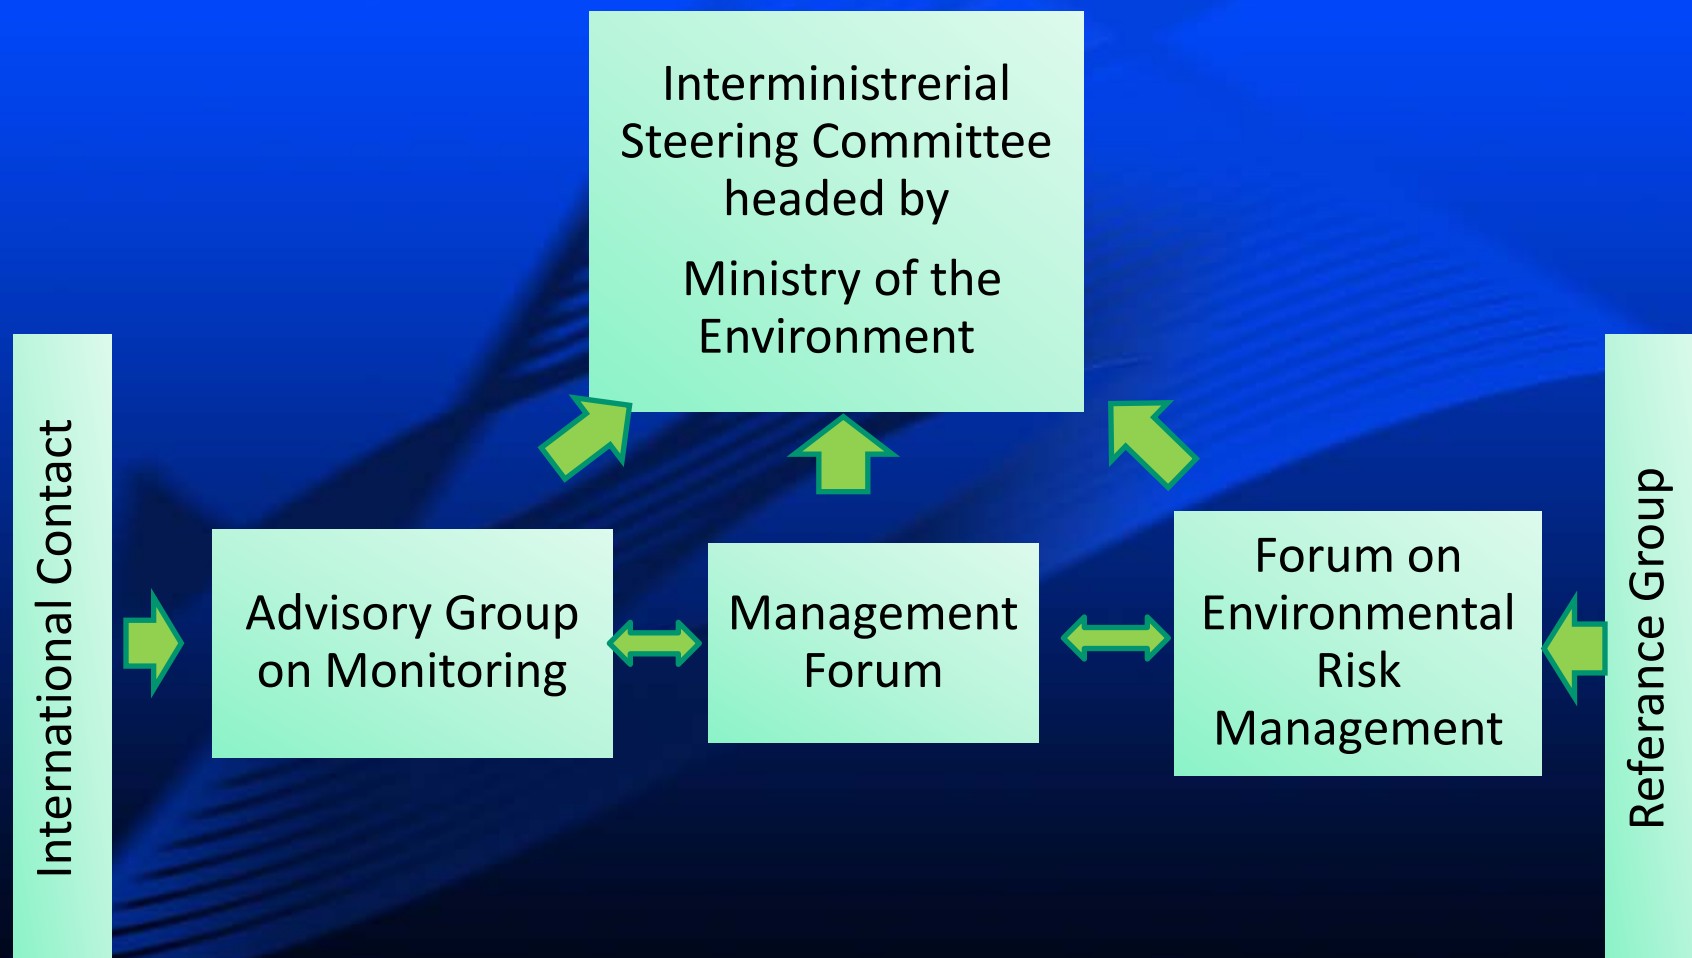 Interministrerial
Steering Committee
headed by
Ministry of the
Environment
International Contact
Advisory Group
on Monitoring
Management
Forum
Forum on
Environmental
Risk
Management
Referance Group